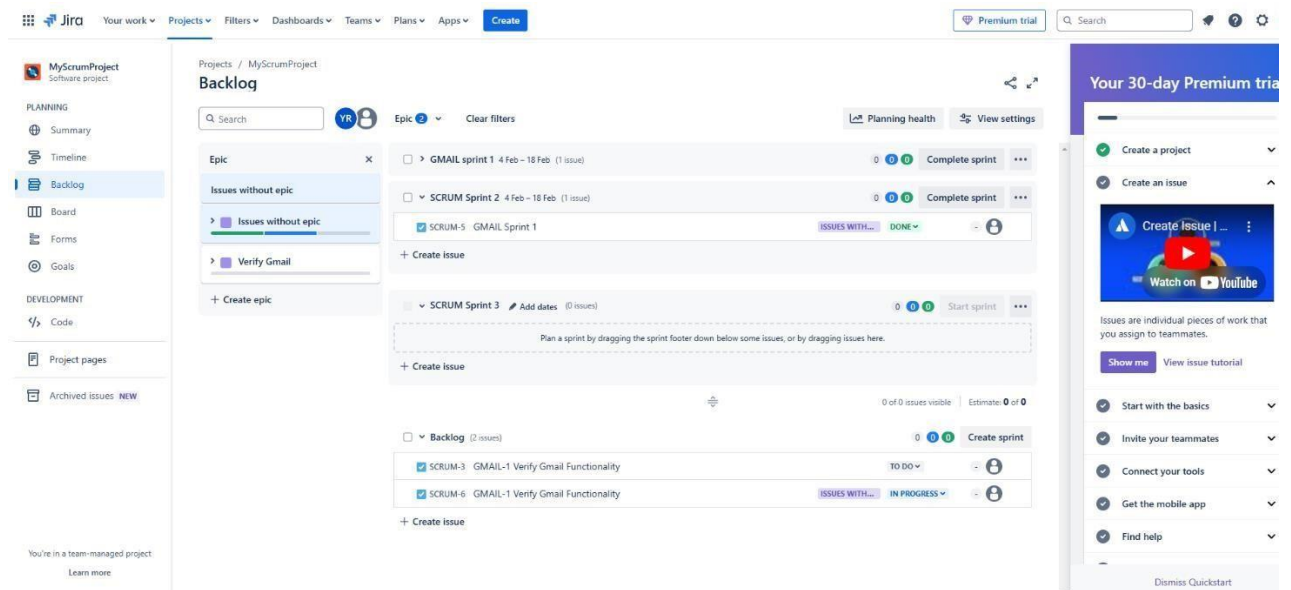 Jira Your work Projects Filters Dashboards Teams Plans Apps Create Premium trial Search
MyScrumProject
Software project
PLANNING
Summary
Timeline
Backlog
Board
Forms
Goals
DEVELOPMENT
Code
Project pages
Archived issues NEW
You're in a team-managed project
Learn more
Projects / MyScrumProject
Backlog
Search YR Epic 2 Clear filters Planning health View settings
Epic
Issues without epic
Issues without epic
Verify Gmail
+ Create epic
GMAIL sprint 1 4 Feb – 18 Feb (1 issue) 0 0 0 Complete sprint
SCRUM Sprint 2 4 Feb – 18 Feb (1 issue) 0 0 0 Complete sprint
SCRUM-5 GMAIL Sprint 1 ISSUES WITH... DONE -
+ Create issue
SCRUM Sprint 3 Add dates (0 issues) 0 0 0 Start sprint
Plan a sprint by dragging the sprint footer down below some issues, or by dragging issues here.
+ Create issue
0 of 0 issues visible Estimate: 0 of 0
Backlog (2 issues) 0 0 0 Create sprint
SCRUM-3 GMAIL-1 Verify Gmail Functionality TO DO -
SCRUM-6 GMAIL-1 Verify Gmail Functionality ISSUES WITH... IN PROGRESS -
+ Create issue
Your 30-day Premium tria
Create a project
Create an issue
Create Issue | ...
Watch on YouTube
Issues are individual pieces of work that
you assign to teammates.
Show me View issue tutorial
Start with the basics
Invite your teammates
Connect your tools
Get the mobile app
Find help
Dismiss Quickstart